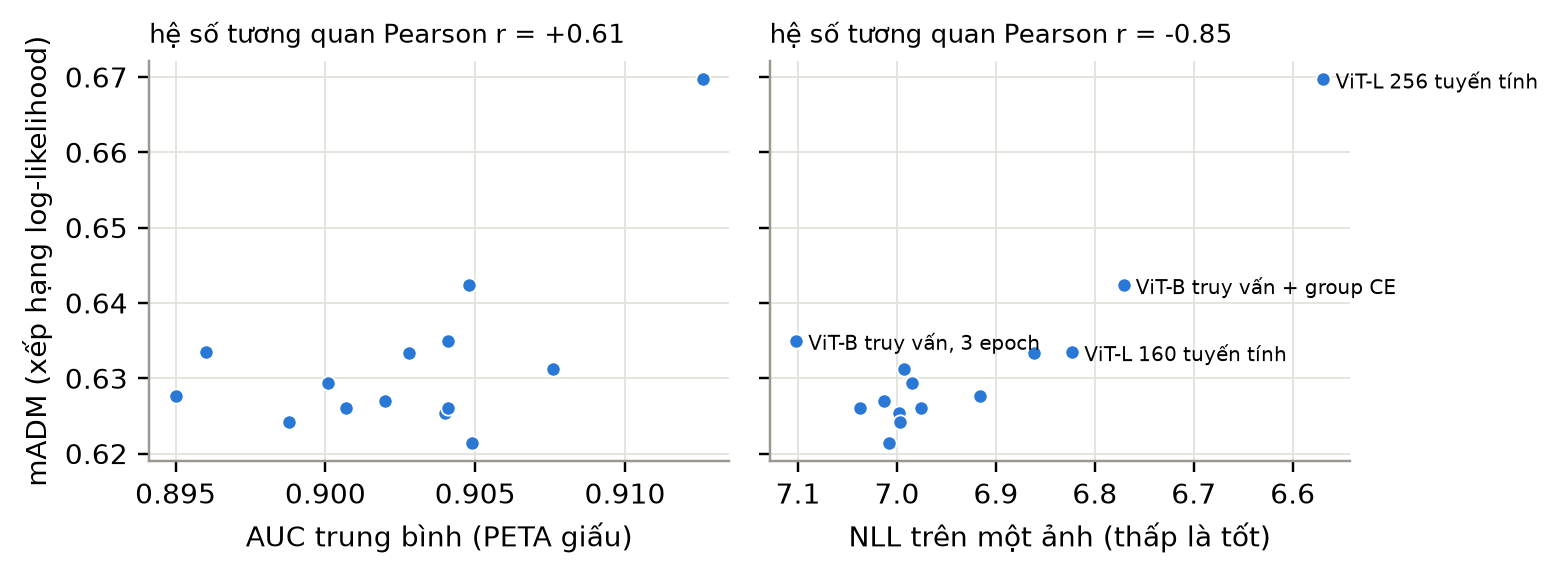 hệ số tương quan Pearson r = +0.61
hệ số tương quan Pearson r = -0.85
mADM (xếp hạng log-likelihood)
0.67
0.66
0.65
0.64
0.63
0.62
0.895
0.900
0.905
0.910
AUC trung bình (PETA giấu)
ViT-L 256 tuyến tính
ViT-B truy vấn + group CE
ViT-B truy vấn, 3 epoch
ViT-L 160 tuyến tính
7.1
7.0
6.9
6.8
6.7
6.6
NLL trên một ảnh (thấp là tốt)